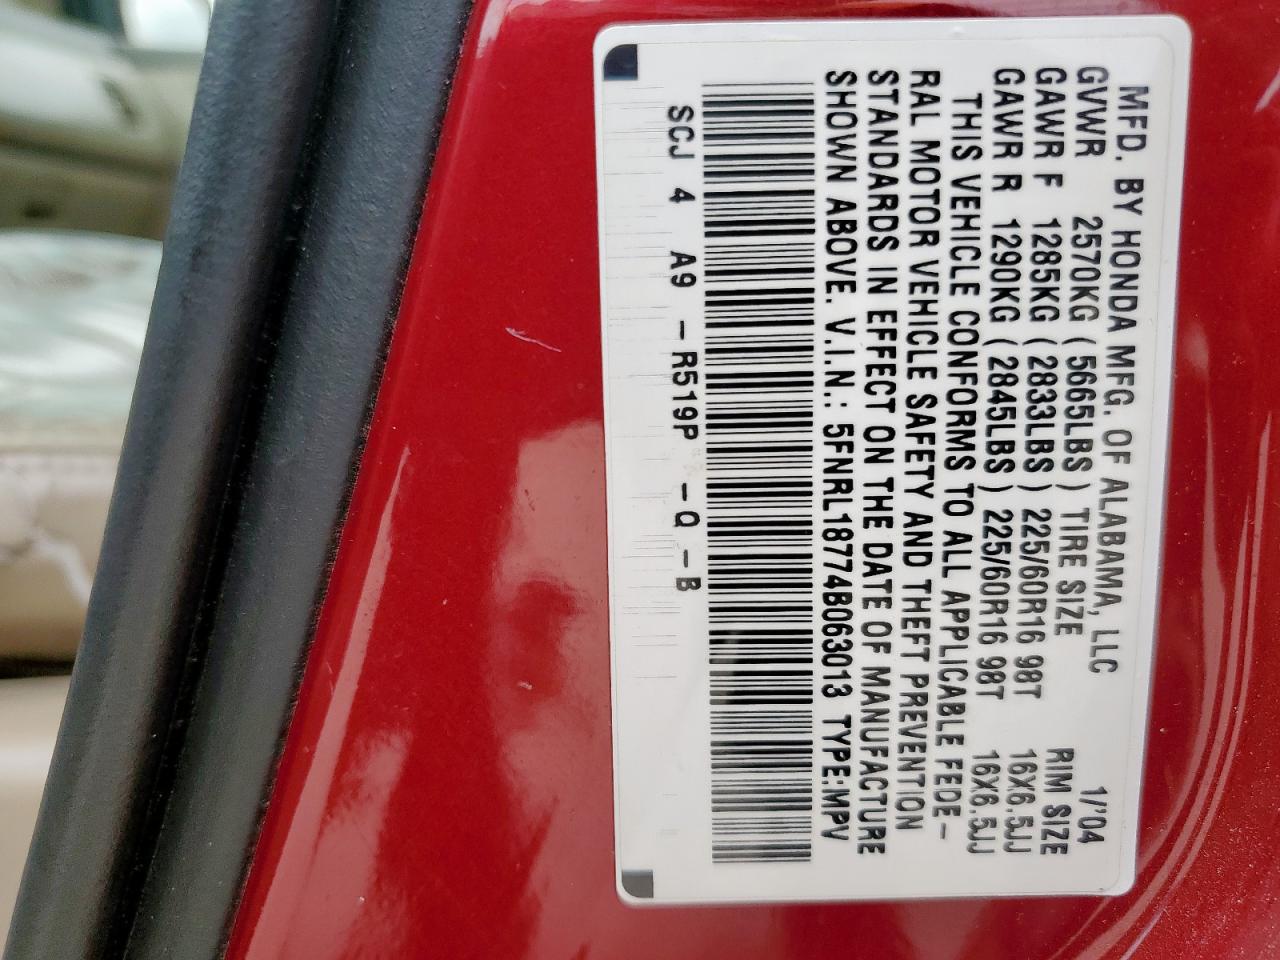 MFD. BY HONDA MFG. OF ALABAMA, LLC 1/'04
GVWR 2570KG (5665LBS) TIRE SIZE RIM SIZE
GAWR F 1285KG (2833LBS) 225/60R16 98T 16X6.5JJ
GAWR R 1290KG (2845LBS) 225/60R16 98T 16X6.5JJ
THIS VEHICLE CONFORMS TO ALL APPLICABLE FEDE-
RAL MOTOR VEHICLE SAFETY AND THEFT PREVENTION
STANDARDS IN EFFECT ON THE DATE OF MANUFACTURE
SHOWN ABOVE. V.I.N.: 5FNRL18774B063013 TYPE:MPV
SCJ 4 A9 -R519P -Q-B